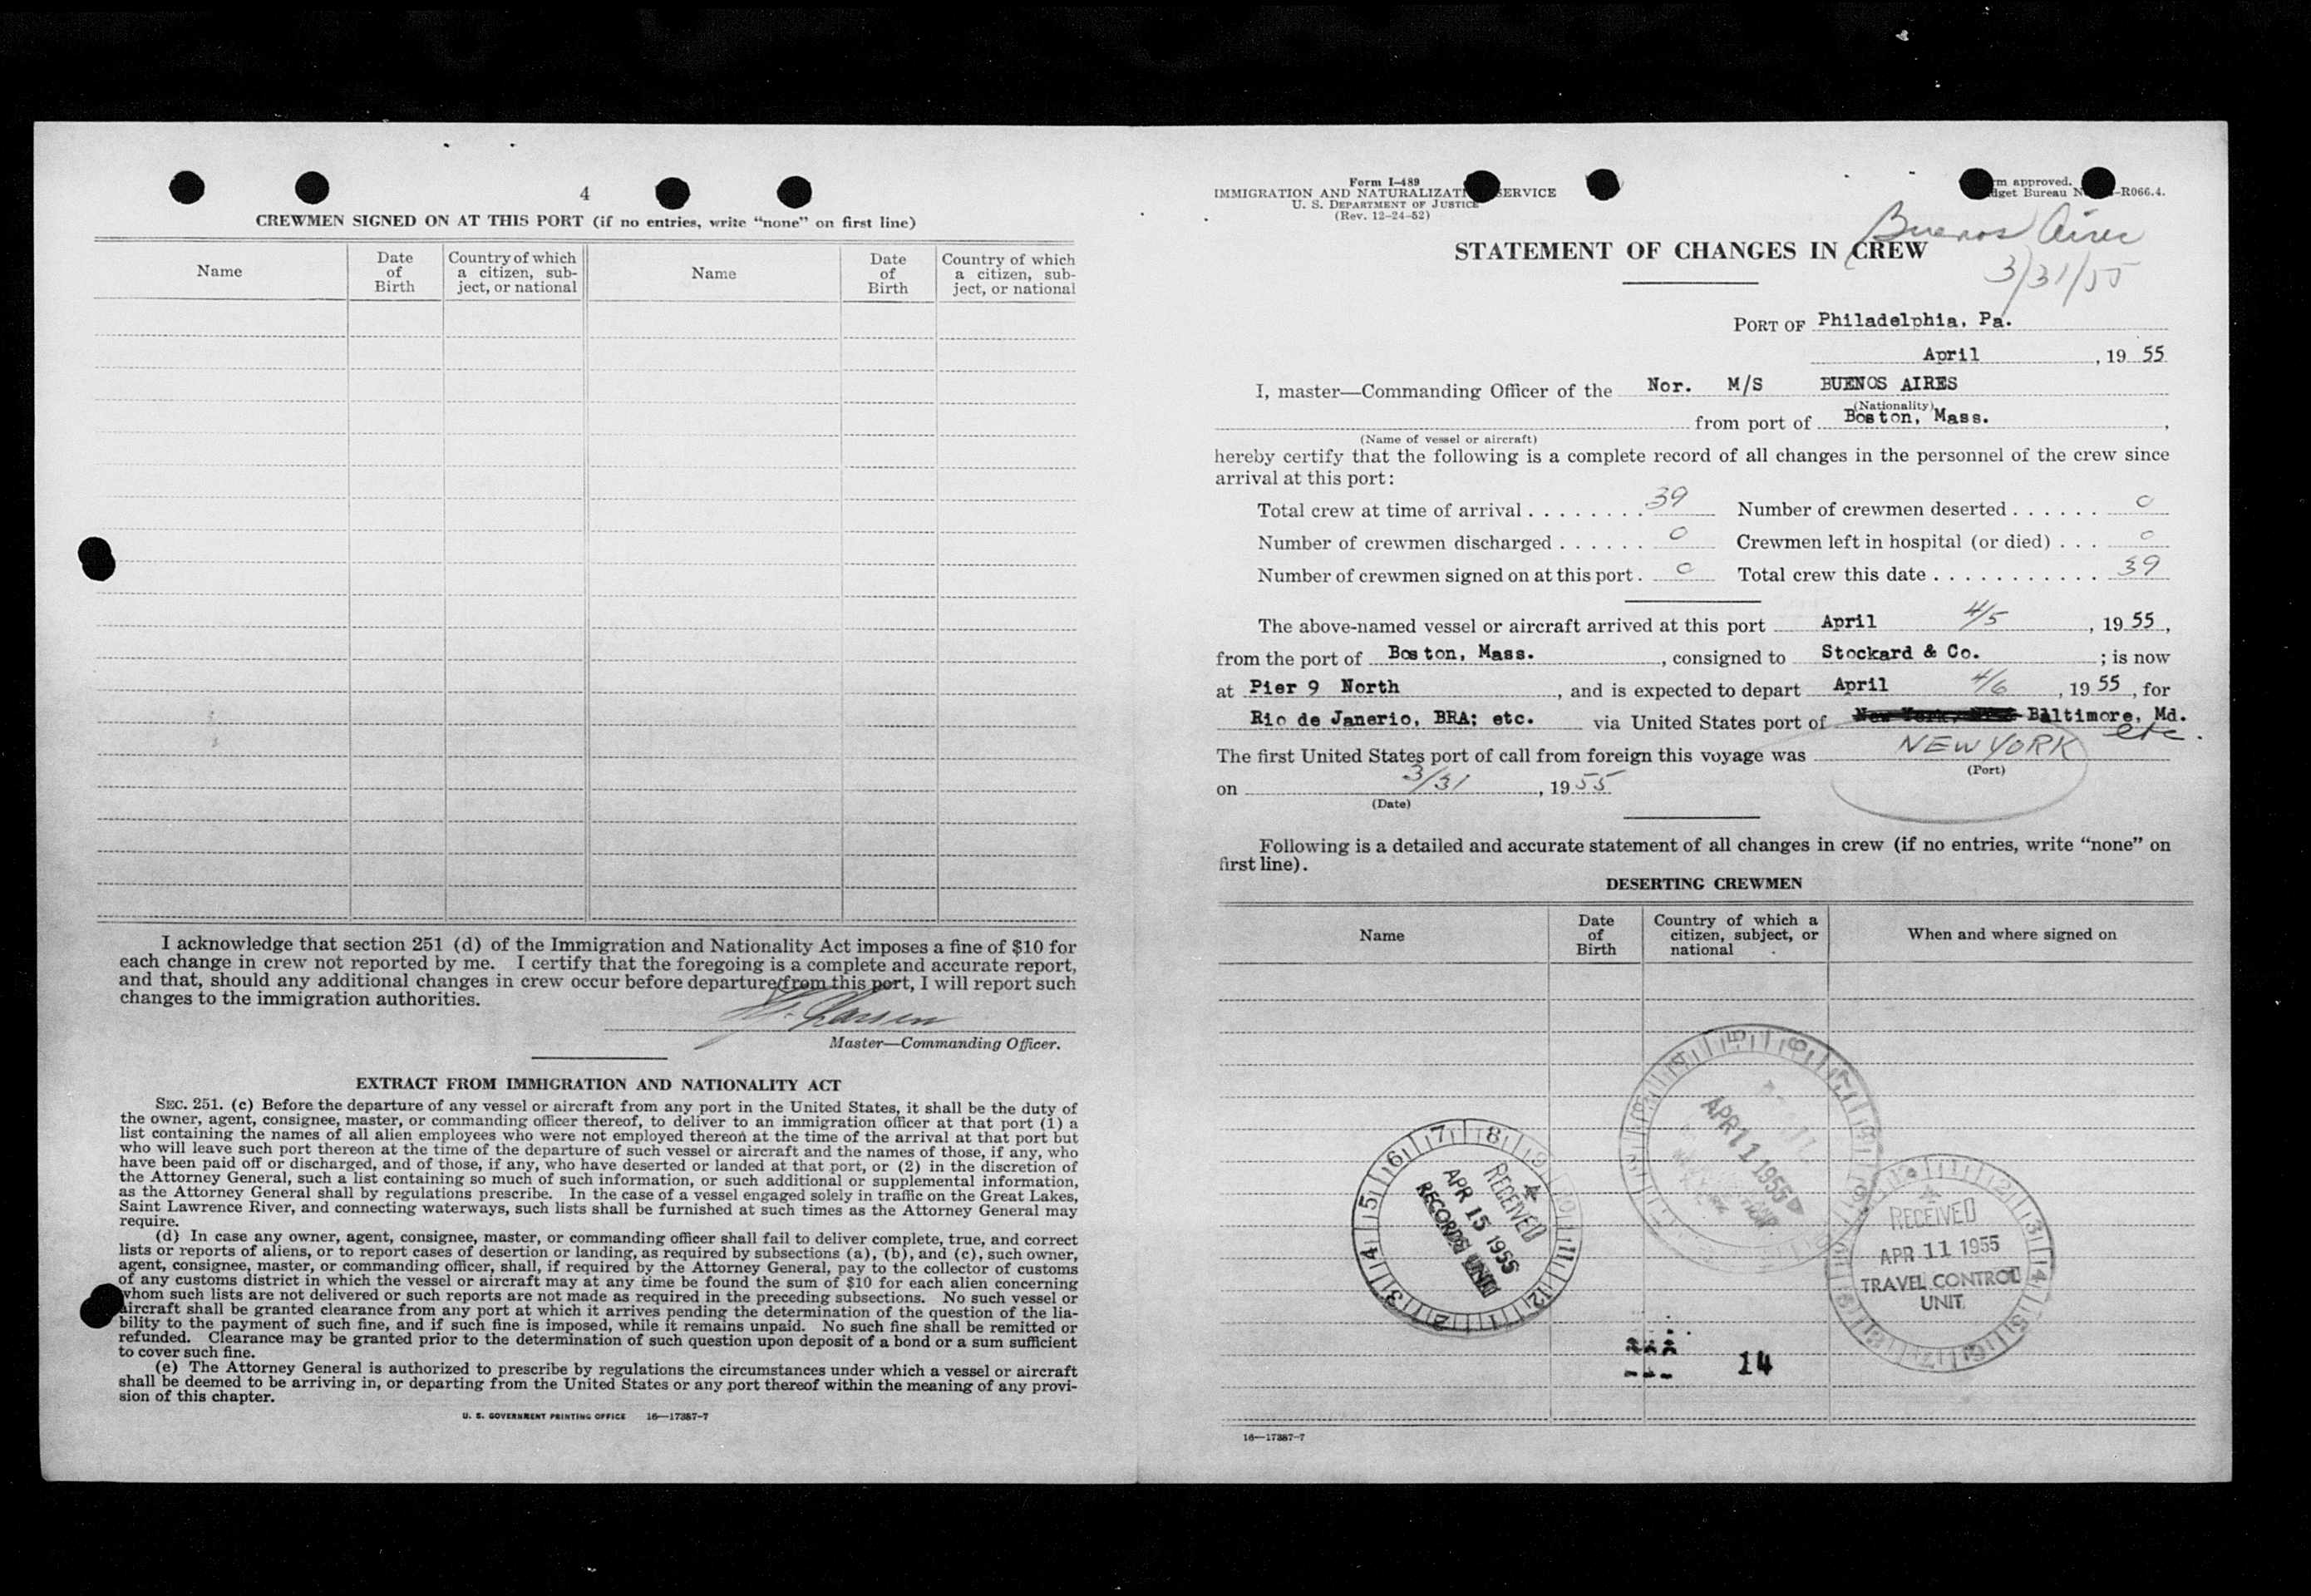 4
CREWMEN SIGNED ON AT THIS PORT (if no entries, write “none” on first line)
Name
Date
of
Birth
Country of which
a citizen, sub-
ject, or national
Name
Date
of
Birth
Country of which
a citizen, sub-
ject, or national
I acknowledge that section 251 (d) of the Immigration and Nationality Act imposes a fine of $10 for
each change in crew not reported by me. I certify that the foregoing is a complete and accurate report,
and that, should any additional changes in crew occur before departure from this port, I will report such
changes to the immigration authorities.
Larsen
Master—Commanding Officer.
EXTRACT FROM IMMIGRATION AND NATIONALITY ACT
SEC. 251. (c) Before the departure of any vessel or aircraft from any port in the United States, it shall be the duty of
the owner, agent, consignee, master, or commanding officer thereof, to deliver to an immigration officer at that port (1) a
list containing the names of all alien employees who were not employed thereon at the time of the arrival at that port but
who will leave such port thereon at the time of the departure of such vessel or aircraft and the names of those, if any, who
have been paid off or discharged, and of those, if any, who have deserted or landed at that port, or (2) in the discretion of
the Attorney General, such a list containing so much of such information, or such additional or supplemental information,
as the Attorney General shall by regulations prescribe. In the case of a vessel engaged solely in traffic on the Great Lakes,
Saint Lawrence River, and connecting waterways, such lists shall be furnished at such times as the Attorney General may
require.
(d) In case any owner, agent, consignee, master, or commanding officer shall fail to deliver complete, true, and correct
lists or reports of aliens, or to report cases of desertion or landing, as required by subsections (a), (b), and (c), such owner,
agent, consignee, master, or commanding officer, shall, if required by the Attorney General, pay to the collector of customs
of any customs district in which the vessel or aircraft may at any time be found the sum of $10 for each alien concerning
whom such lists are not delivered or such reports are not made as required in the preceding subsections. No such vessel or
aircraft shall be granted clearance from any port at which it arrives pending the determination of the question of the lia-
bility to the payment of such fine, and if such fine is imposed, while it remains unpaid. No such fine shall be remitted or
refunded. Clearance may be granted prior to the determination of such question upon deposit of a bond or a sum sufficient
to cover such fine.
(e) The Attorney General is authorized to prescribe by regulations the circumstances under which a vessel or aircraft
shall be deemed to be arriving in, or departing from the United States or any port thereof within the meaning of any provi-
sion of this chapter.
U. S. GOVERNMENT PRINTING OFFICE 16—17387-7
Form I-489
IMMIGRATION AND NATURALIZATI SERVICE
U. S. DEPARTMENT OF JUSTICE
(Rev. 12-24-52)
rm approved.
dget Bureau N -R066.4.
Buenos Aires
3/31/55
STATEMENT OF CHANGES IN CREW
PORT OF Philadelphia, Pa.
April , 19 55
I, master—Commanding Officer of the Nor. M/S BUENOS AIRES
(Nationality)
from port of Boston, Mass. ,
(Name of vessel or aircraft)
hereby certify that the following is a complete record of all changes in the personnel of the crew since
arrival at this port:
Total crew at time of arrival . . . . . . . . 39 Number of crewmen deserted . . . . . . 0
Number of crewmen discharged . . . . . . 0 Crewmen left in hospital (or died) . . . 0
Number of crewmen signed on at this port . 0 Total crew this date . . . . . . . . . . . . 39
The above-named vessel or aircraft arrived at this port April 4/5 , 19 55 ,
from the port of Boston, Mass. , consigned to Stockard & Co. ; is now
at Pier 9 North , and is expected to depart April 4/6 , 19 55 , for
Rio de Janerio, BRA; etc. via United States port of New York, Baltimore, Md.
etc.
The first United States port of call from foreign this voyage was NEW YORK
(Port)
on 3/31 , 19 55
(Date)
Following is a detailed and accurate statement of all changes in crew (if no entries, write “none” on
first line).
DESERTING CREWMEN
Name
Date
of
Birth
Country of which a
citizen, subject, or
national
When and where signed on
APR 11 1955
RECEIVED
APR 15 1955
RECORDS UNIT
RECEIVED
APR 11 1955
TRAVEL CONTROL
UNIT
14
16—17387-7